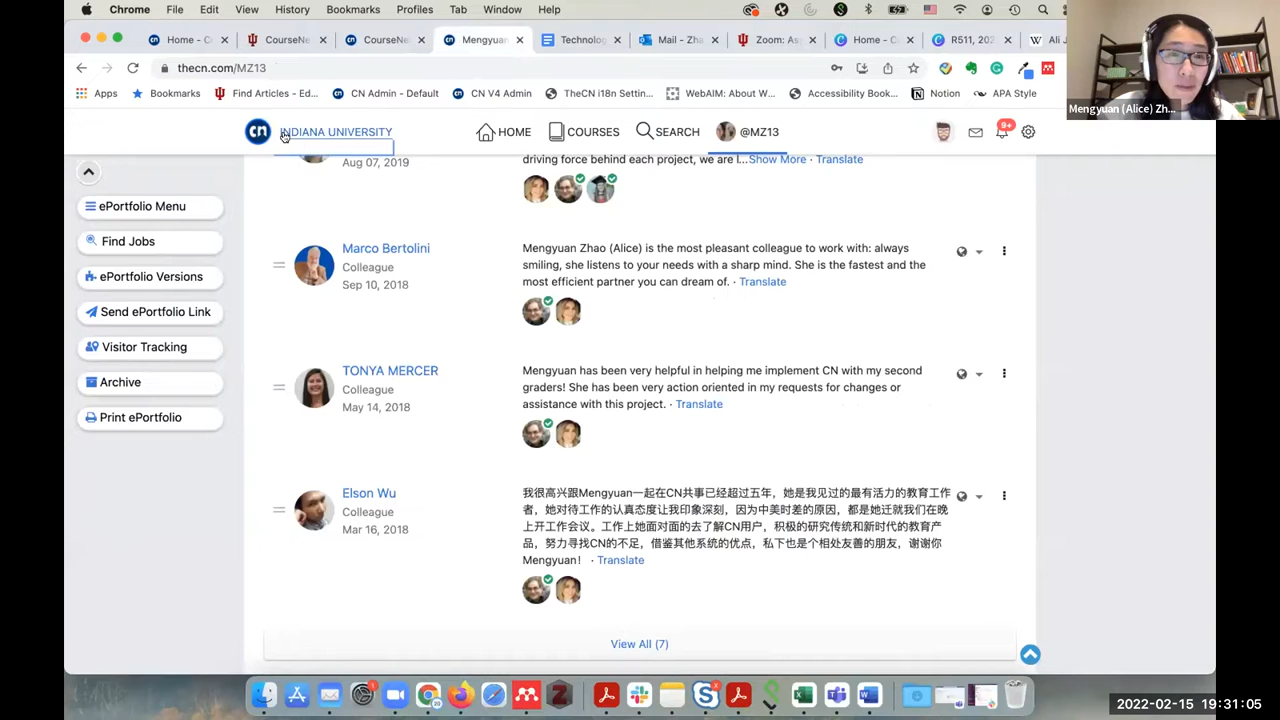 Chrome File Edit View History Bookmarks Profiles Tab Window Help
Home - C CourseNe CourseNe Mengyuan Technolog Mail - Zha Zoom: As Home - C R511, 202 Ali J
thecn.com/MZ13
Apps Bookmarks Find Articles - Ed... CN Admin - Default CN V4 Admin TheCN i18n Settin... WebAIM: About W... Accessibility Book... Notion APA Style
Mengyuan (Alice) Zh...
cn INDIANA UNIVERSITY HOME COURSES SEARCH @MZ13 9+
Aug 07, 2019
driving force behind each project, we are l...Show More · Translate
ePortfolio Menu
Find Jobs
ePortfolio Versions
Send ePortfolio Link
Visitor Tracking
Archive
Print ePortfolio
Marco Bertolini
Colleague
Sep 10, 2018
Mengyuan Zhao (Alice) is the most pleasant colleague to work with: always
smiling, she listens to your needs with a sharp mind. She is the fastest and the
most efficient partner you can dream of. · Translate
TONYA MERCER
Colleague
May 14, 2018
Mengyuan has been very helpful in helping me implement CN with my second
graders! She has been very action oriented in my requests for changes or
assistance with this project. · Translate
Elson Wu
Colleague
Mar 16, 2018
我很高兴跟Mengyuan一起在CN共事已经超过五年，她是我见过的最有活力的教育工作
者，她对待工作的认真态度让我印象深刻，因为中美时差的原因，都是她迁就我们在晚
上开工作会议。工作上她面对面的去了解CN用户，积极的研究传统和新时代的教育产
品，努力寻找CN的不足，借鉴其他系统的优点，私下也是个相处友善的朋友，谢谢你
Mengyuan！ · Translate
View All (7)
2022-02-15 19:31:05